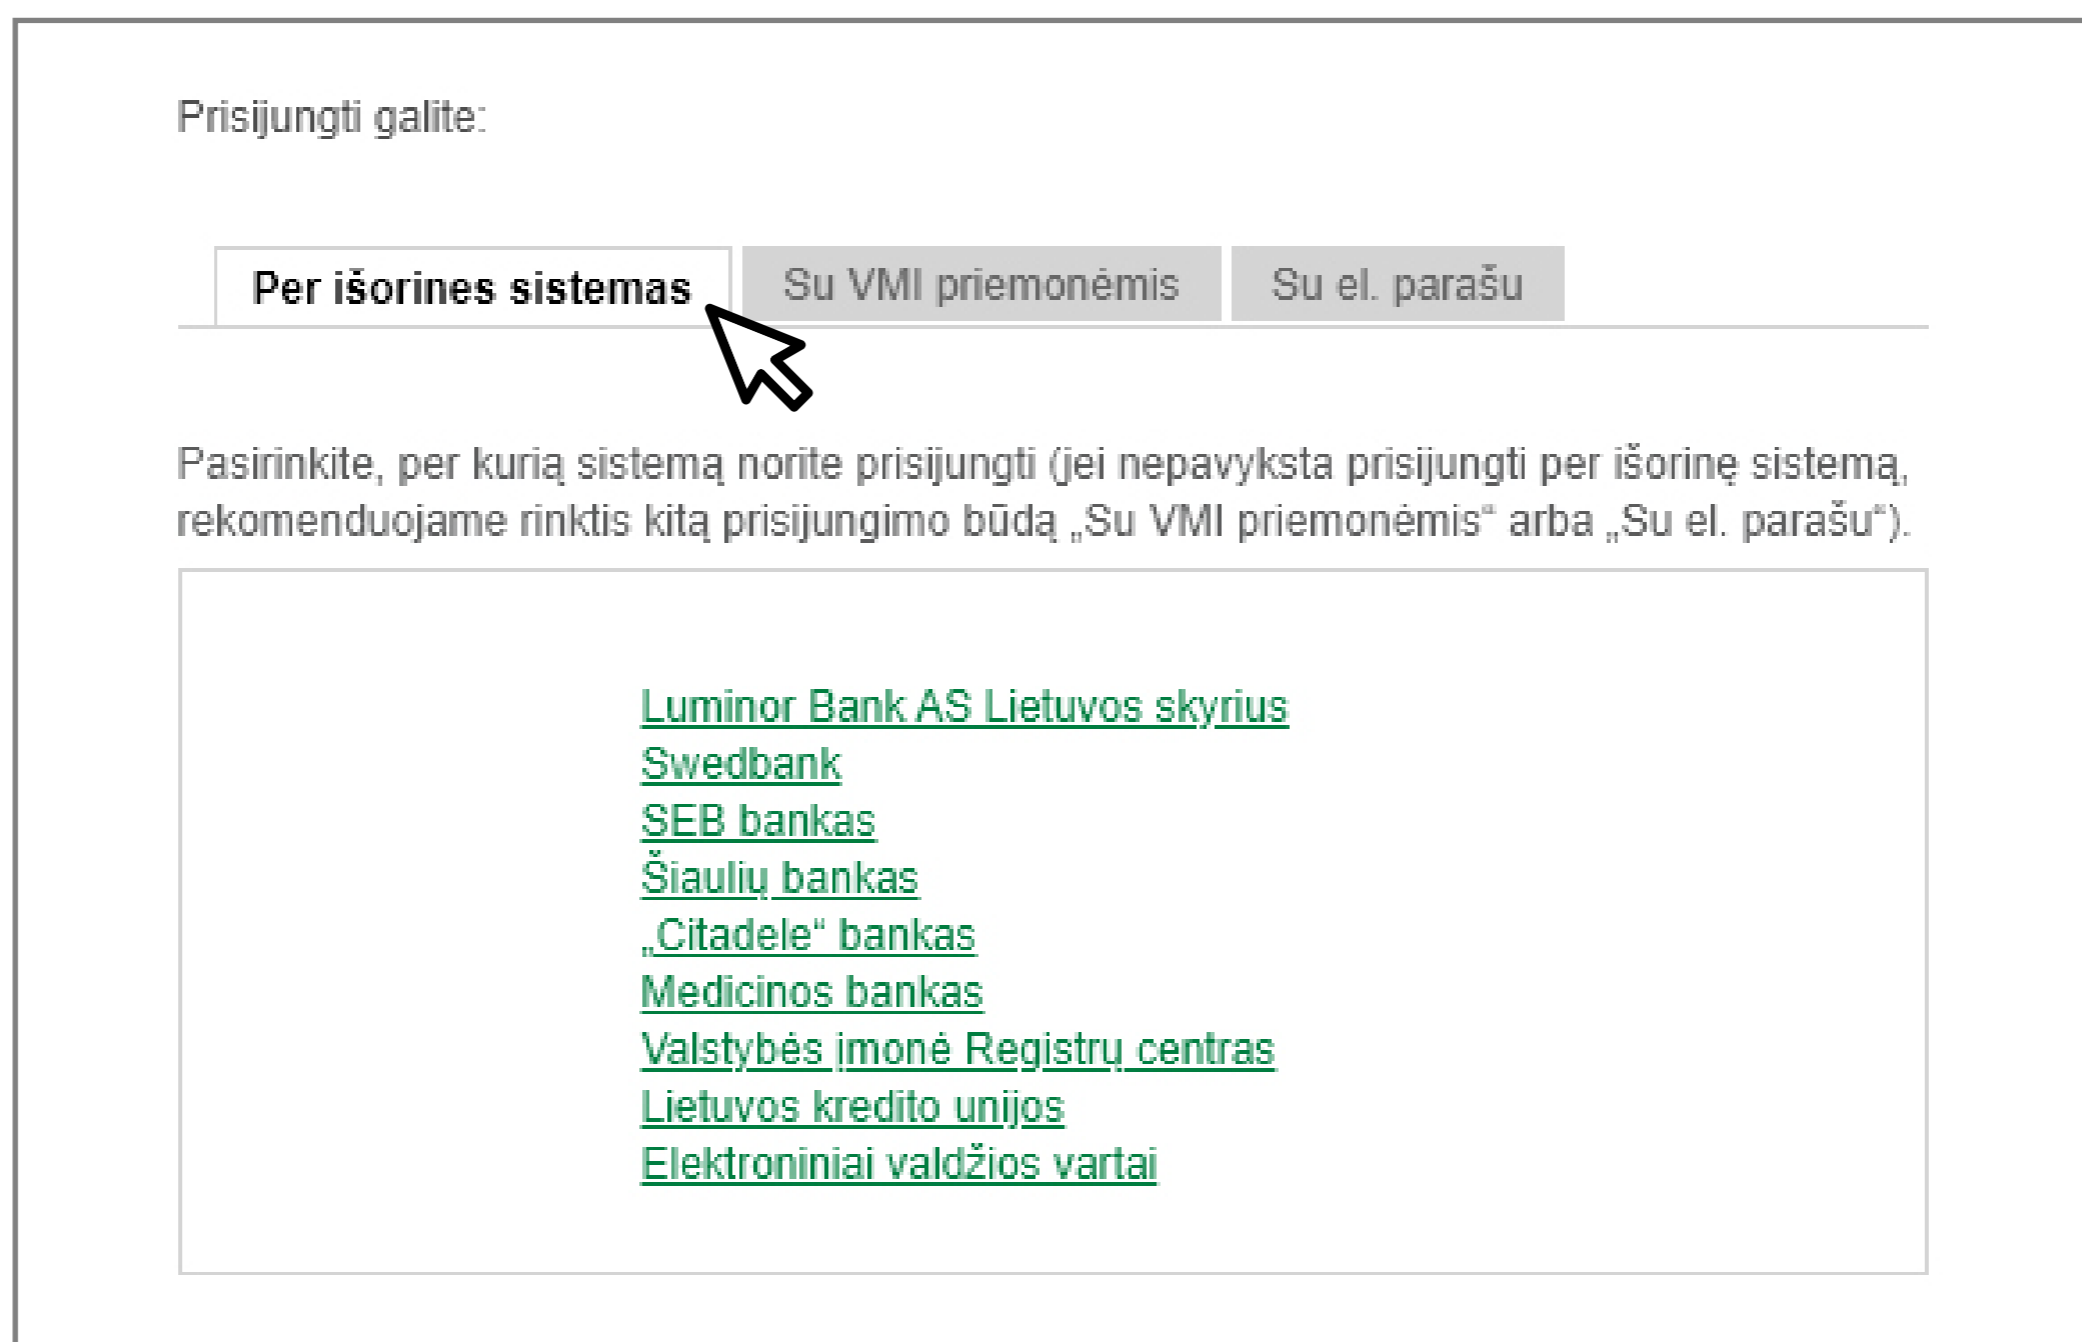 Prisijungti galite:
Per išorines sistemas Su VMI priemonėmis Su el. parašu
Pasirinkite, per kurią sistemą norite prisijungti (jei nepavyksta prisijungti per išorinę sistemą,
rekomenduojame rinktis kitą prisijungimo būdą „Su VMI priemonėmis“ arba „Su el. parašu“).
Luminor Bank AS Lietuvos skyrius
Swedbank
SEB bankas
Šiaulių bankas
„Citadele“ bankas
Medicinos bankas
Valstybės įmonė Registrų centras
Lietuvos kredito unijos
Elektroniniai valdžios vartai